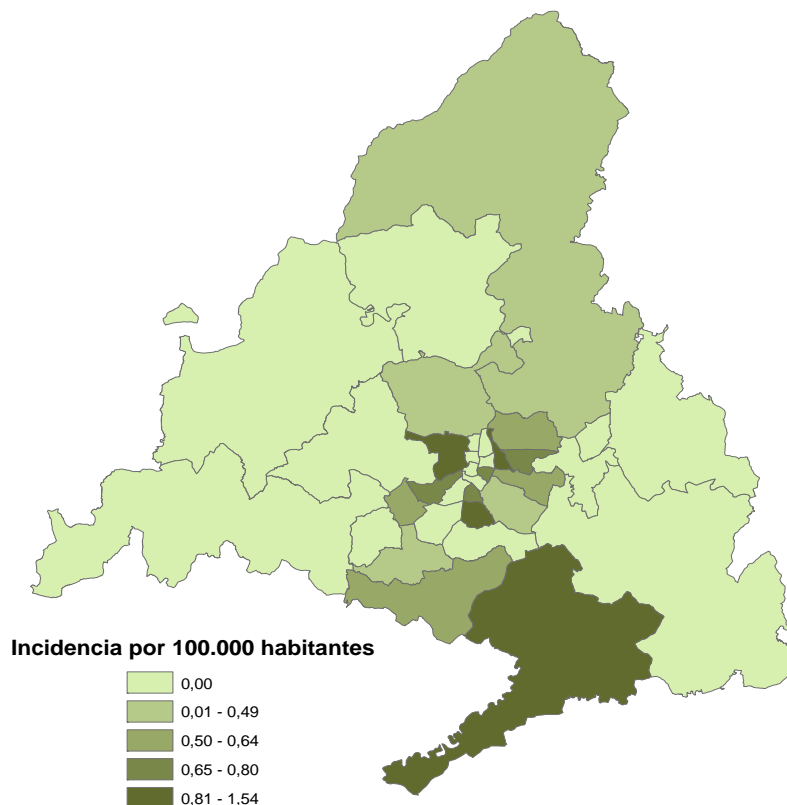 Incidencia por 100.000 habitantes
0,00
0,01 - 0,49
0,50 - 0,64
0,65 - 0,80
0,81 - 1,54